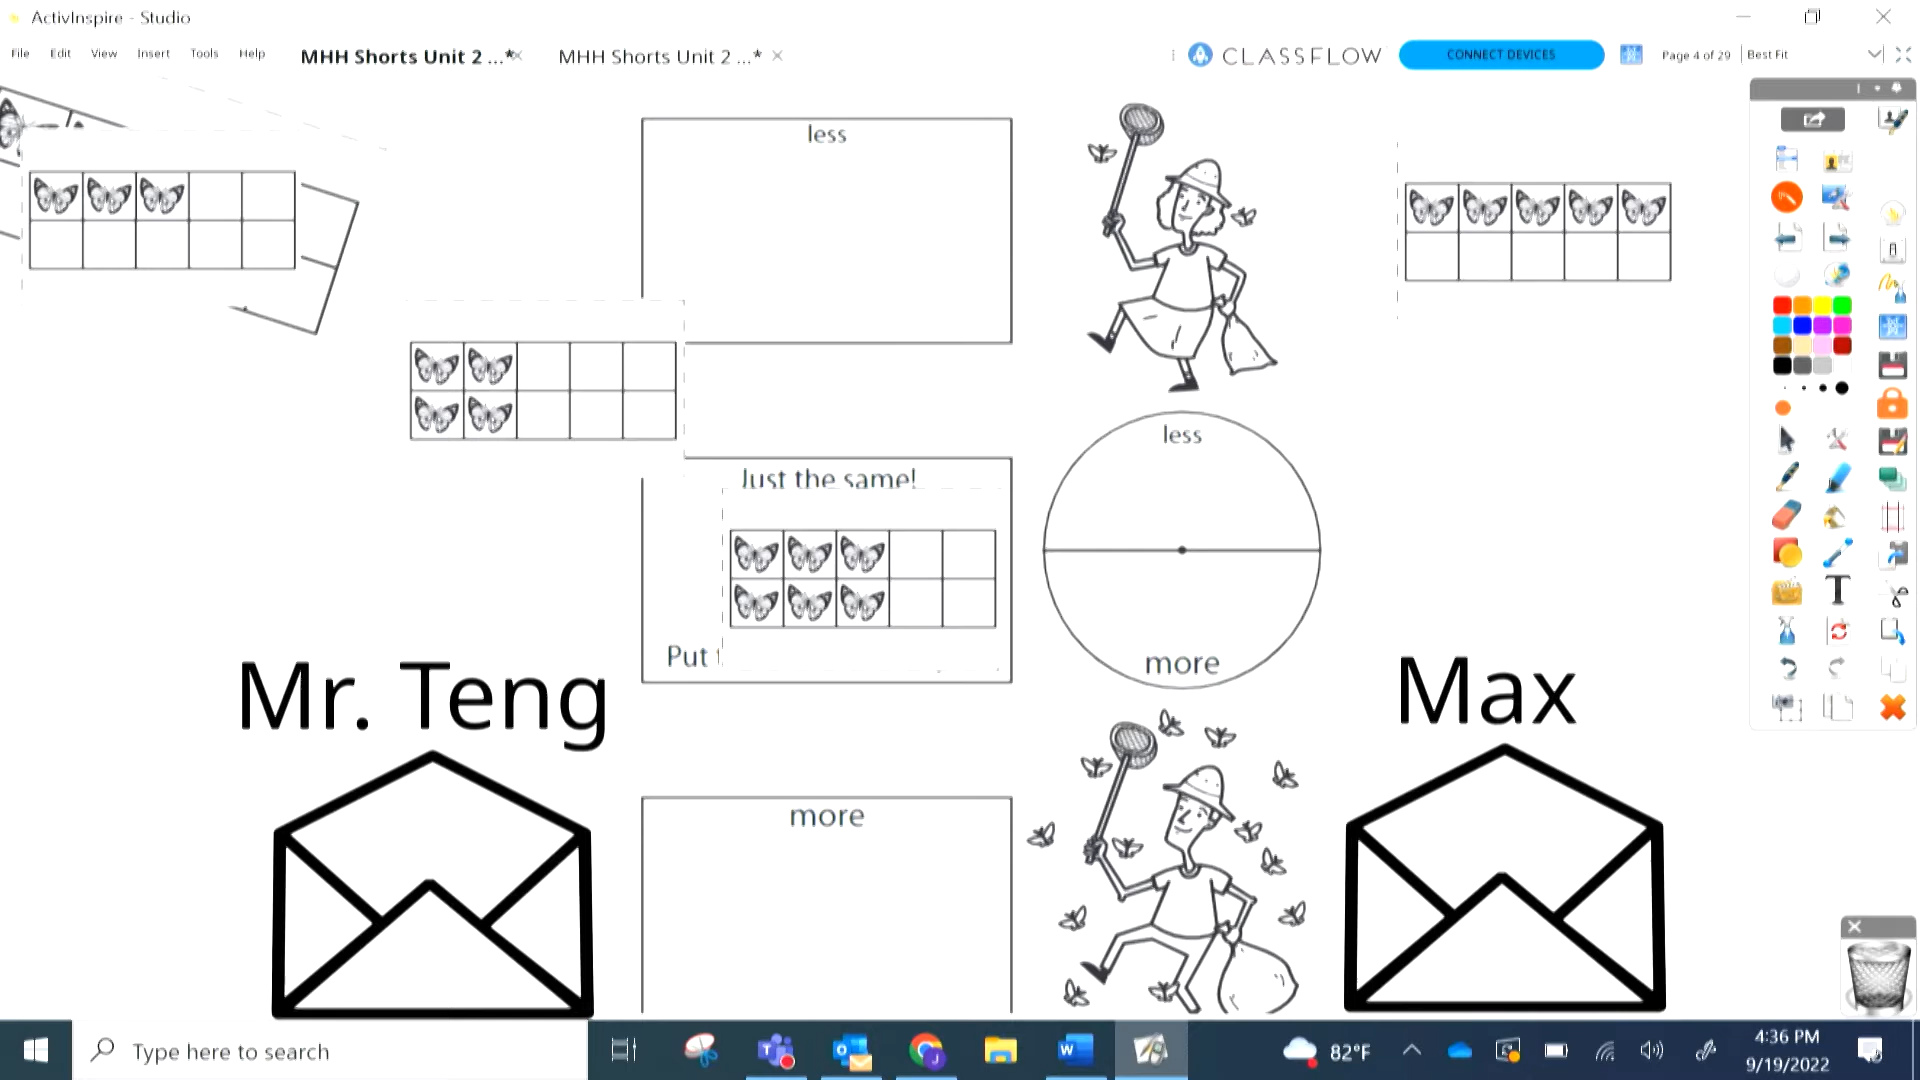 ActivInspire - Studio
File Edit View Insert Tools Help
MHH Shorts Unit 2 ...*
MHH Shorts Unit 2 ...*
CLASSFLOW
CONNECT DEVICES
Page 4 of 29
Best Fit
less
less
Just the same!
Put
more
Mr. Teng
Max
more
Type here to search
82°F
4:36 PM
9/19/2022